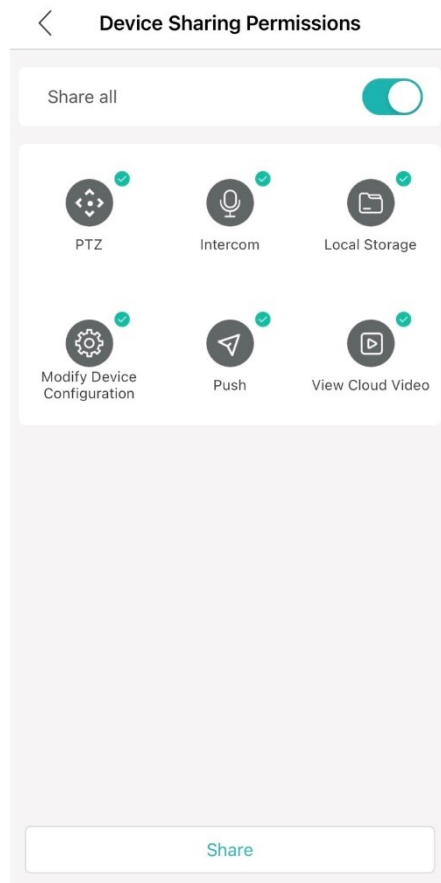 Device Sharing Permissions
Share all
PTZ
Intercom
Local Storage
Modify Device
Configuration
Push
View Cloud Video
Share